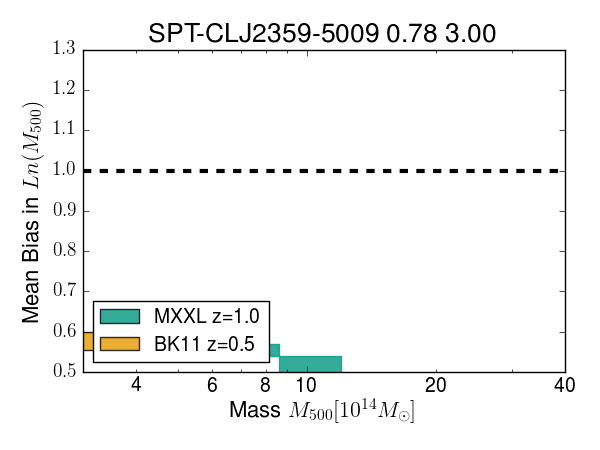 SPT-CLJ2359-5009 0.78 3.00
Mean Bias in Ln(M500)
1.3
1.2
1.1
1.0
0.9
0.8
0.7
0.6
0.5
MXXL z=1.0
BK11 z=0.5
4 6 8 10 20 40
Mass M500[10^14 M⊙]